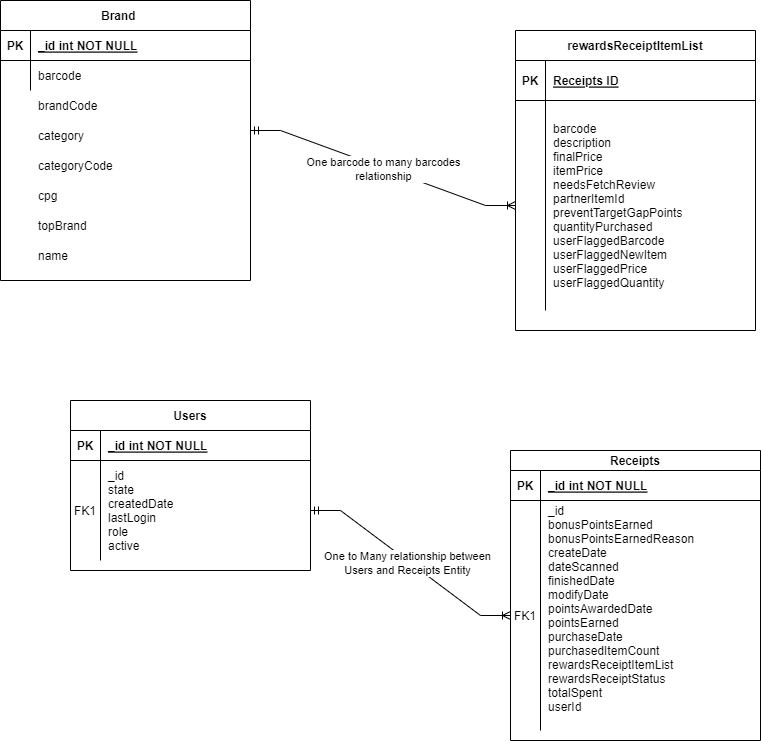 Brand
PK _id int NOT NULL
barcode
brandCode
category
categoryCode
cpg
topBrand
name
One barcode to many barcodes
relationship
rewardsReceiptItemList
PK Receipts ID
barcode
description
finalPrice
itemPrice
needsFetchReview
partnerItemId
preventTargetGapPoints
quantityPurchased
userFlaggedBarcode
userFlaggedNewItem
userFlaggedPrice
userFlaggedQuantity
Users
PK _id int NOT NULL
_id
state
createdDate
FK1
lastLogin
role
active
One to Many relationship between
Users and Receipts Entity
Receipts
PK _id int NOT NULL
_id
bonusPointsEarned
bonusPointsEarnedReason
createDate
dateScanned
finishedDate
modifyDate
pointsAwardedDate
FK1
pointsEarned
purchaseDate
purchasedItemCount
rewardsReceiptItemList
rewardsReceiptStatus
totalSpent
userId